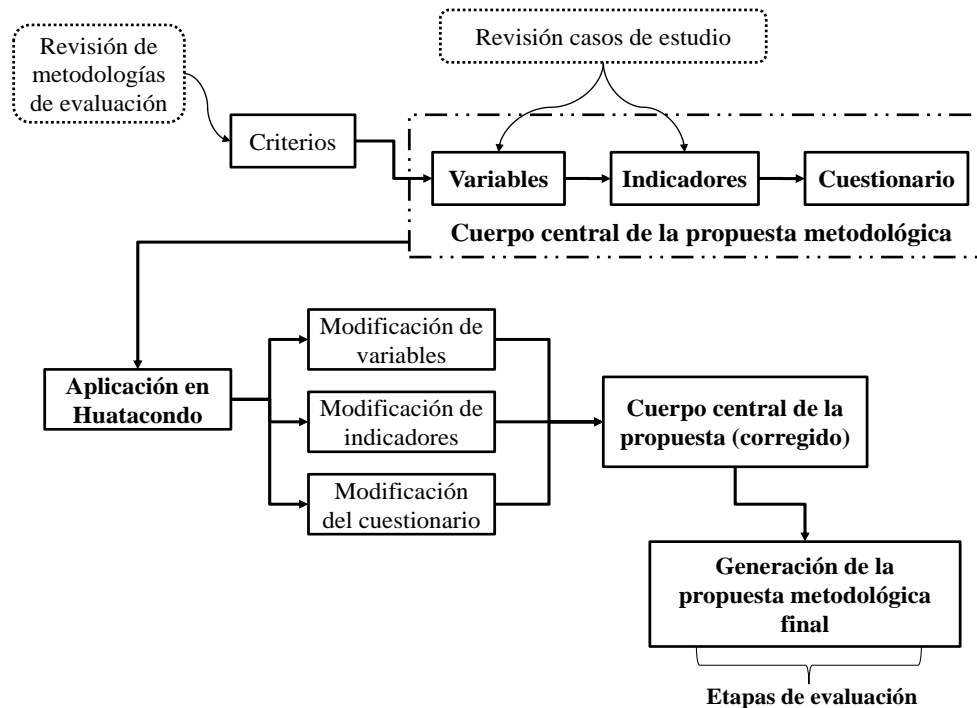 Revisión de
metodologías
de evaluación
Revisión casos de estudio
Criterios
Variables
Indicadores
Cuestionario
Cuerpo central de la propuesta metodológica
Aplicación en
Huatacondo
Modificación de
variables
Modificación de
indicadores
Modificación
del cuestionario
Cuerpo central de la
propuesta (corregido)
Generación de la
propuesta metodológica
final
Etapas de evaluación